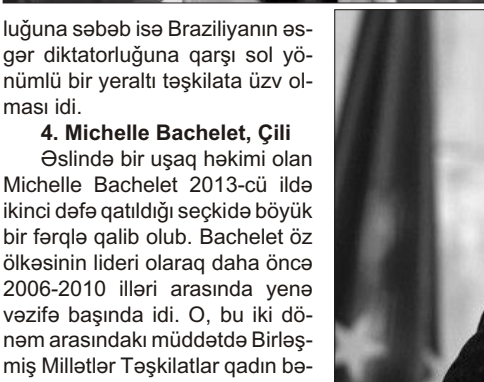 luğuna səbəb isə Braziliyanın əs-
gər diktatorluğuna qarşı sol yö-
nümlü bir yeraltı təşkilata üzv ol-
ması idi.
4. Michelle Bachelet, Çili
Əslində bir uşaq həkimi olan
Michelle Bachelet 2013-cü ildə
ikinci dəfə qatıldığı seçkidə böyük
bir fərqlə qalib olub. Bachelet öz
ölkəsinin lideri olaraq daha öncə
2006-2010 illəri arasında yenə
vəzifə başında idi. O, bu iki dö-
nəm arasındakı müddətdə Birləş-
miş Millətlər Təşkilatlar qadın bə-